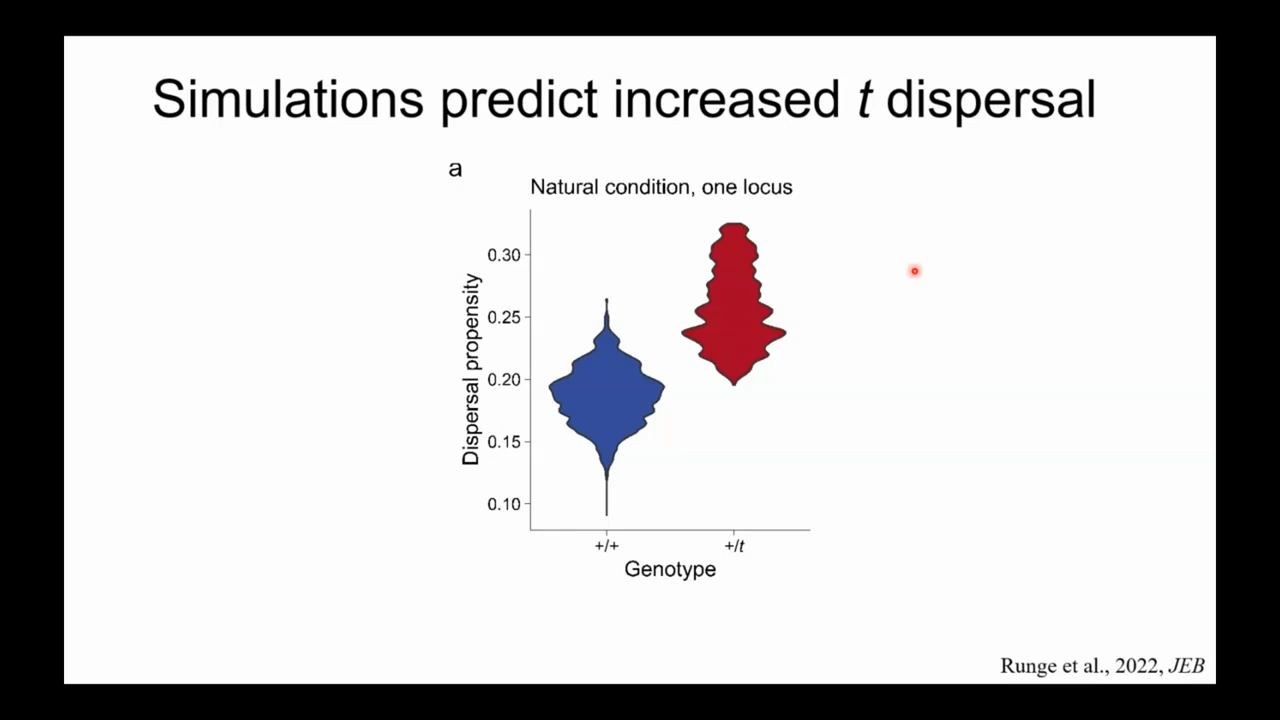 Simulations predict increased t dispersal
a
Natural condition, one locus
Dispersal propensity
0.30
0.25
0.20
0.15
0.10
+/+ +/t
Genotype
Runge et al., 2022, JEB